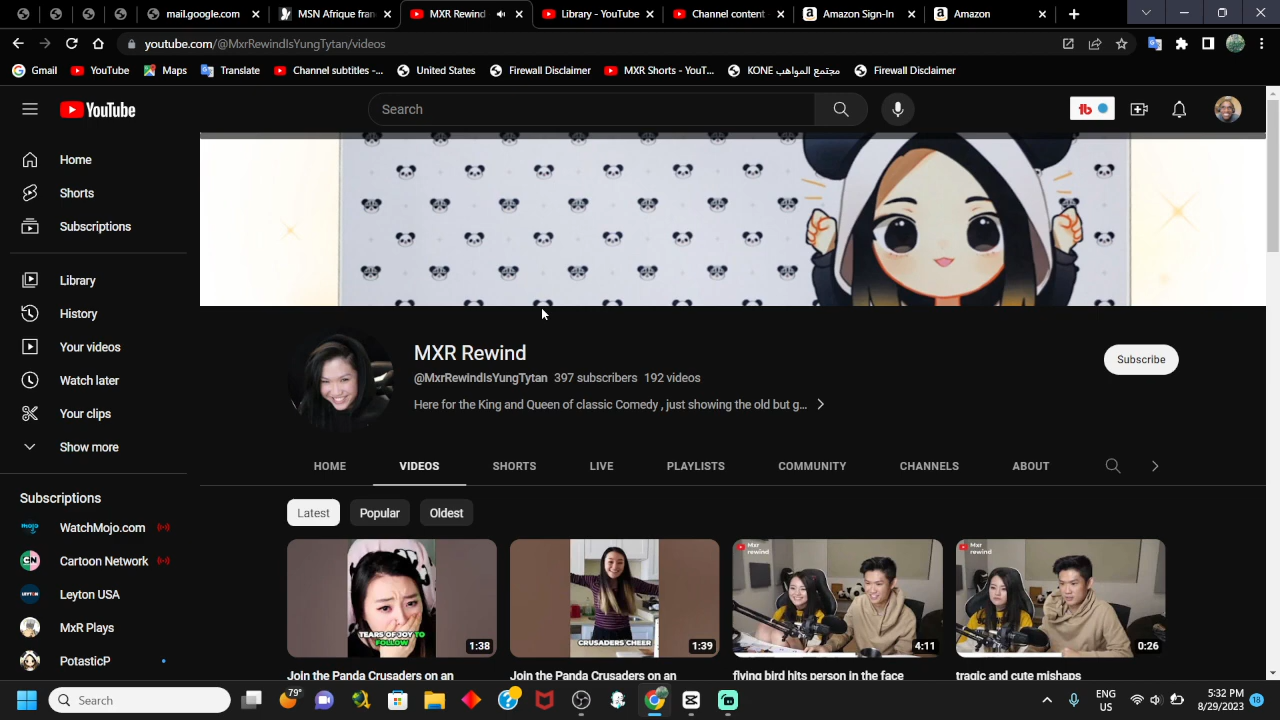 mail.google.com
MSN Afrique fran
MXR Rewind
Library - YouTube
Channel content
Amazon Sign-In
Amazon
youtube.com/@MxrRewindIsYungTytan/videos
Gmail
YouTube
Maps
Translate
Channel subtitles -...
United States
Firewall Disclaimer
MXR Shorts - YouT...
KONE مجتمع المواهب
Firewall Disclaimer
YouTube
Search
tb
Home
Shorts
Subscriptions
Library
History
Your videos
Watch later
Your clips
Show more
Subscriptions
WatchMojo.com
Cartoon Network
Leyton USA
MxR Plays
PotasticP
MXR Rewind
@MxrRewindIsYungTytan 397 subscribers 192 videos
Here for the King and Queen of classic Comedy , just showing the old but g...
Subscribe
HOME
VIDEOS
SHORTS
LIVE
PLAYLISTS
COMMUNITY
CHANNELS
ABOUT
Latest
Popular
Oldest
TEARS OF JOY TO
FOLLOW
1:38
CRUSADERS CHEER
1:39
Mxr
rewind
4:11
Mxr
rewind
0:26
Join the Panda Crusaders on an
Join the Panda Crusaders on an
flying bird hits person in the face
tragic and cute mishaps
Search
79°
ENG
US
5:32 PM
8/29/2023
18